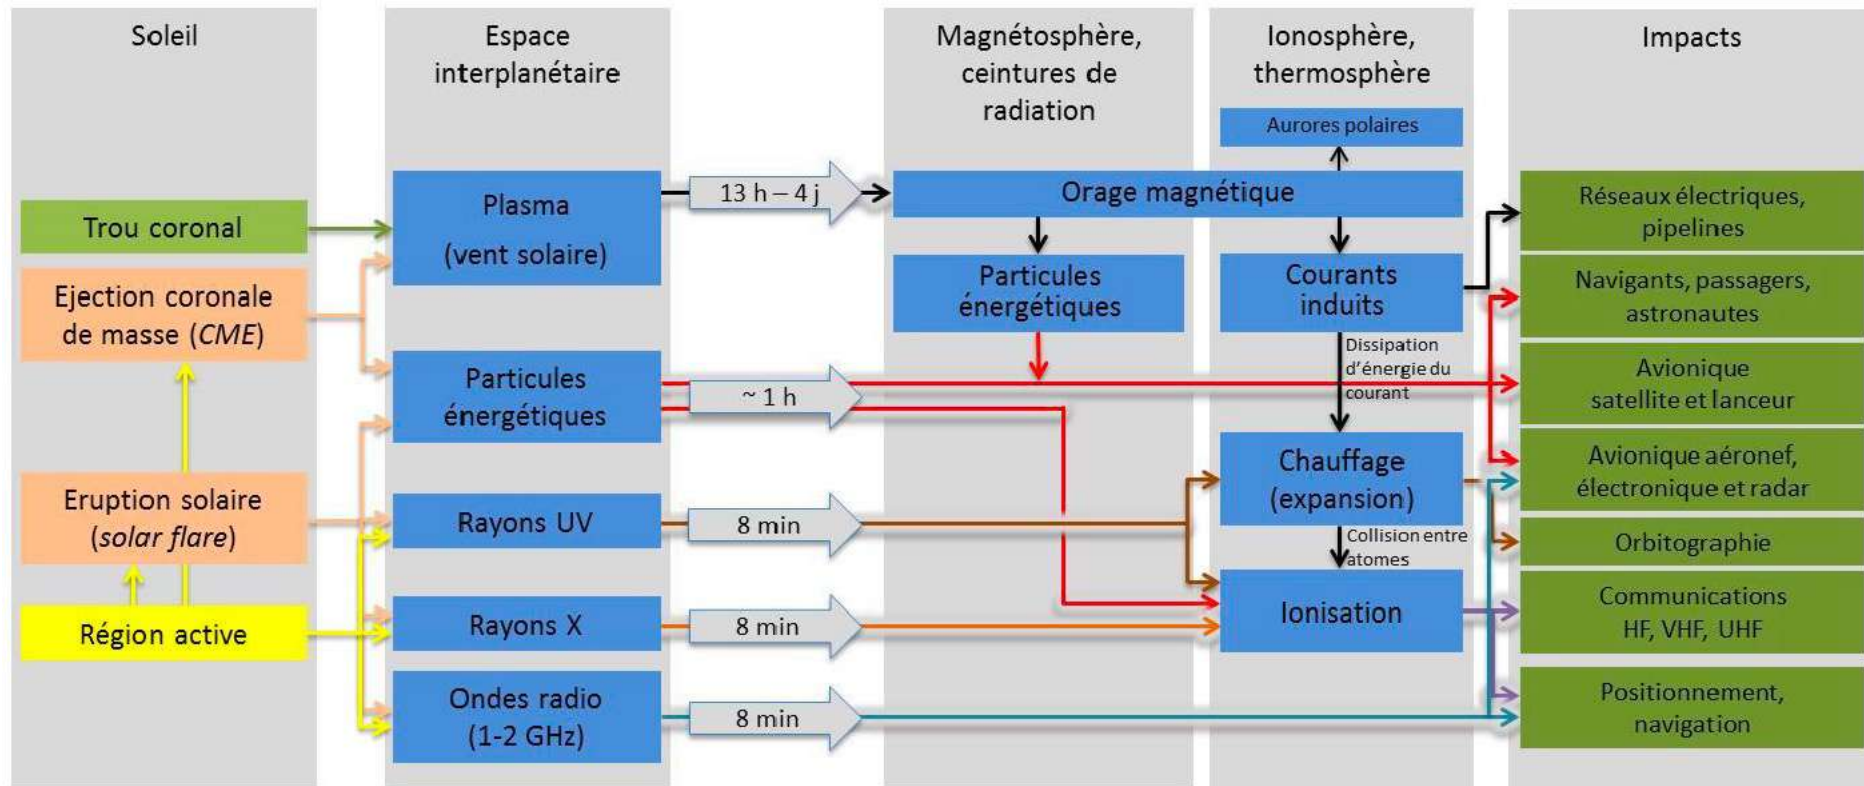 Soleil
Espace
interplanétaire
Magnétosphère,
ceintures de
radiation
Ionosphère,
thermosphère
Impacts
Trou coronal
Ejection coronale
de masse (CME)
Eruption solaire
(solar flare)
Région active
Plasma
(vent solaire)
Particules
énergétiques
Rayons UV
Rayons X
Ondes radio
(1-2 GHz)
13 h – 4 j
~ 1 h
8 min
8 min
8 min
Aurores polaires
Orage magnétique
Particules
énergétiques
Courants
induits
Dissipation
d'énergie du
courant
Chauffage
(expansion)
Collision entre
atomes
Ionisation
Réseaux électriques,
pipelines
Navigants, passagers,
astronautes
Avionique
satellite et lanceur
Avionique aéronef,
électronique et radar
Orbitographie
Communications
HF, VHF, UHF
Positionnement,
navigation